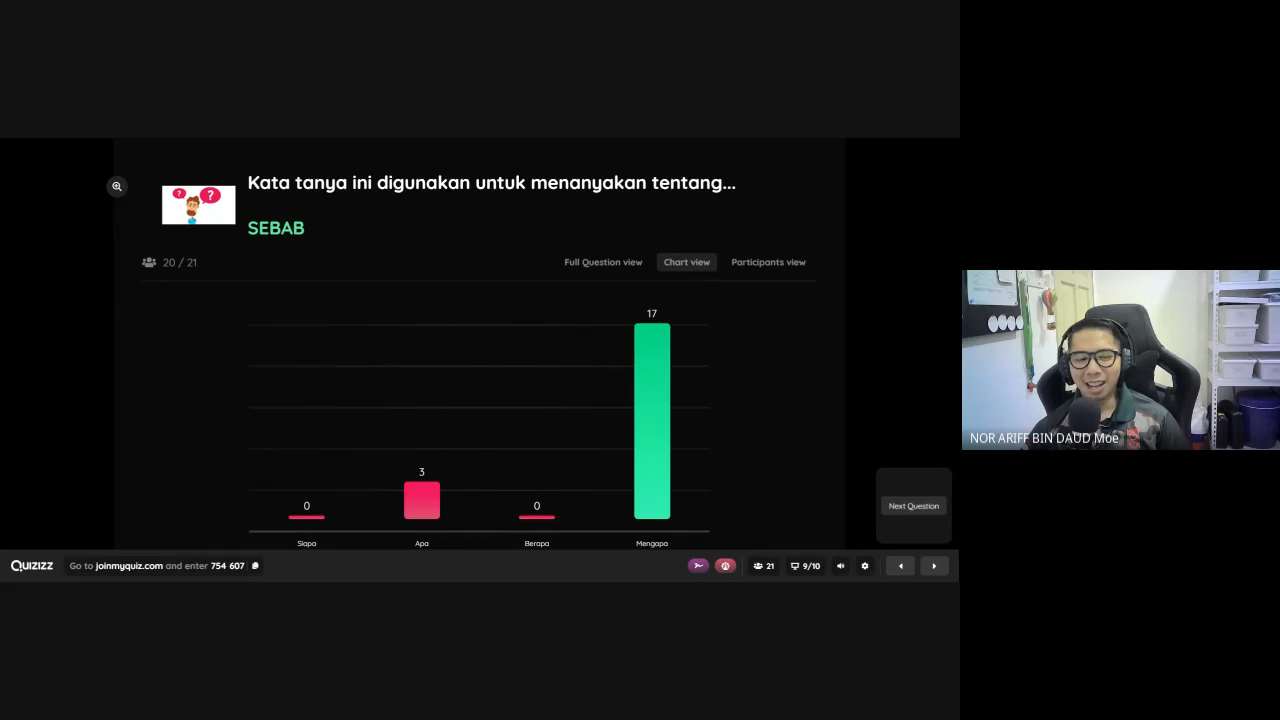 Kata tanya ini digunakan untuk menanyakan tentang...
SEBAB
20 / 21
Full Question view
Chart view
Participants view
17
3
0
0
Siapa
Apa
Berapa
Mengapa
Next Question
NOR ARIFF BIN DAUD Moe
QUIZIZZ
Go to joinmyquiz.com and enter 754 607
21
9/10